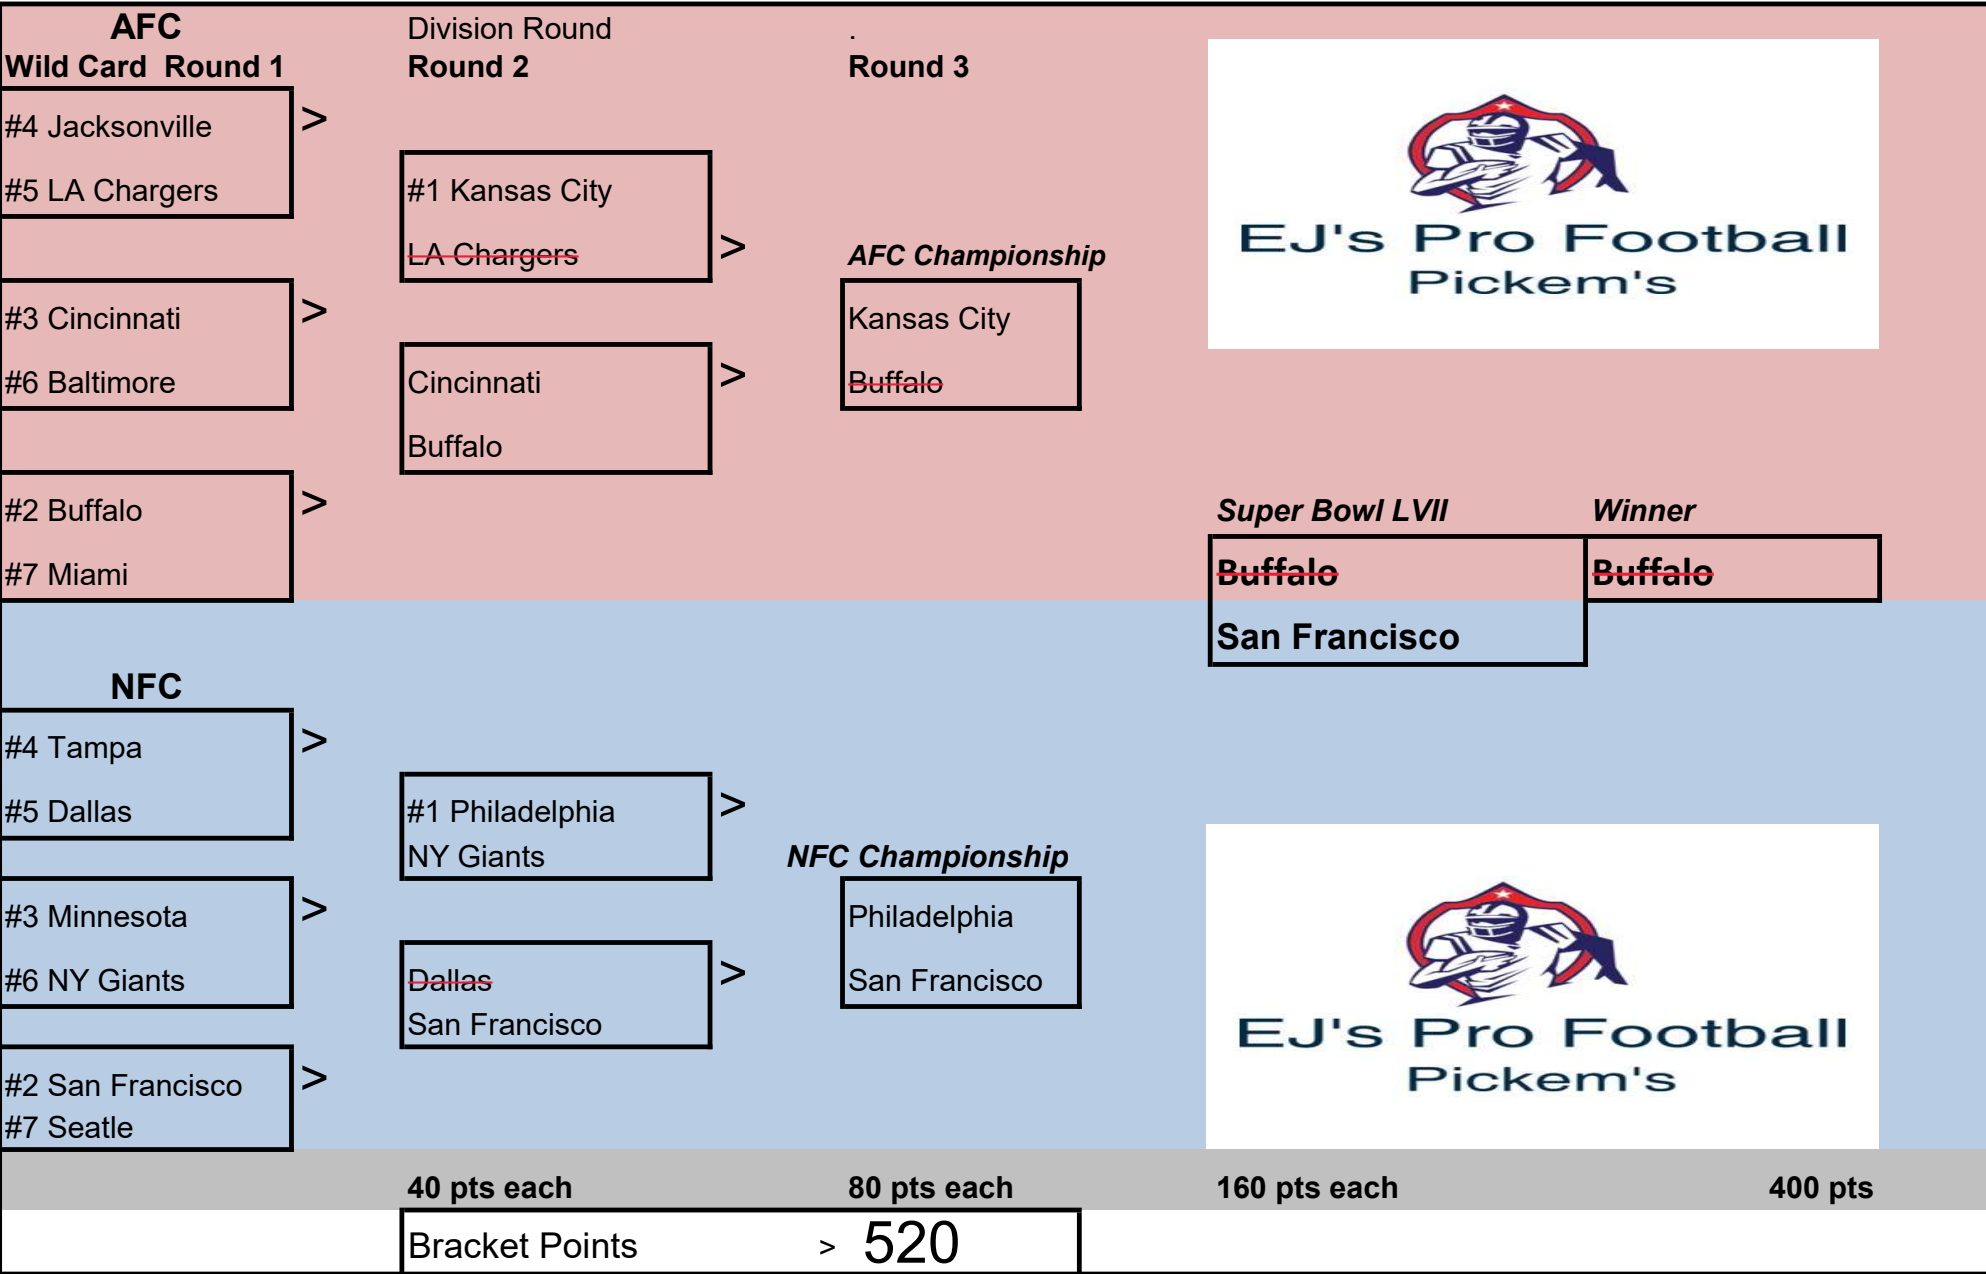 AFC Division Round .
Wild Card Round 1 Round 2 Round 3
#4 Jacksonville >
#5 LA Chargers #1 Kansas City
LA Chargers > AFC Championship
#3 Cincinnati > Kansas City
#6 Baltimore Cincinnati > Buffalo
Buffalo
#2 Buffalo > Super Bowl LVII Winner
#7 Miami Buffalo Buffalo
San Francisco
EJ's Pro Football
Pickem's
NFC
#4 Tampa >
#5 Dallas #1 Philadelphia >
NY Giants NFC Championship
#3 Minnesota > Philadelphia
#6 NY Giants Dallas > San Francisco
San Francisco
#2 San Francisco >
#7 Seatle
EJ's Pro Football
Pickem's
40 pts each 80 pts each 160 pts each 400 pts
Bracket Points > 520